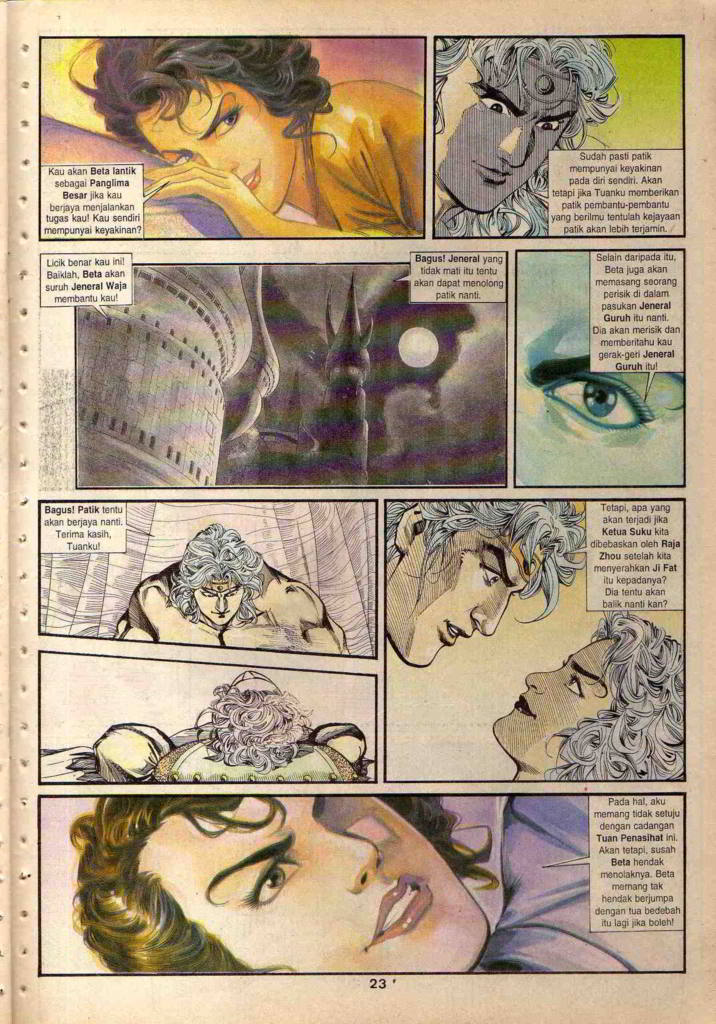 Kau akan Beta lantik
sebagai Panglima
Besar jika kau
berjaya menjalankan
tugas kau! Kau sendiri
mempunyai keyakinan?
Sudah pasti patik
mempunyai keyakinan
pada diri sendiri. Akan
tetapi jika Tuanku memberikan
patik pembantu-pembantu
yang berilmu tentulah kejayaan
patik akan lebih terjamin.
Licik benar kau ini!
Baiklah, Beta akan
suruh Jeneral Waja
membantu kau!
Bagus! Jeneral yang
tidak mati itu tentu
akan dapat menolong
patik nanti.
Selain daripada itu,
Beta juga akan
memasang seorang
perisik di dalam
pasukan Jeneral
Guruh itu nanti.
Dia akan merisik dan
memberitahu kau
gerak-geri Jeneral
Guruh itu!
Bagus! Patik tentu
akan berjaya nanti.
Terima kasih,
Tuanku!
Tetapi, apa yang
akan terjadi jika
Ketua Suku kita
dibebaskan oleh Raja
Zhou setelah kita
menyerahkan Ji Fat
itu kepadanya?
Dia tentu akan
balik nanti kan?
Pada hal, aku
memang tidak setuju
dengan cadangan
Tuan Penasihat ini.
Akan tetapi, susah
Beta hendak
menolaknya. Beta
memang tak
hendak berjumpa
dengan tua bedebah
itu lagi jika boleh!
23